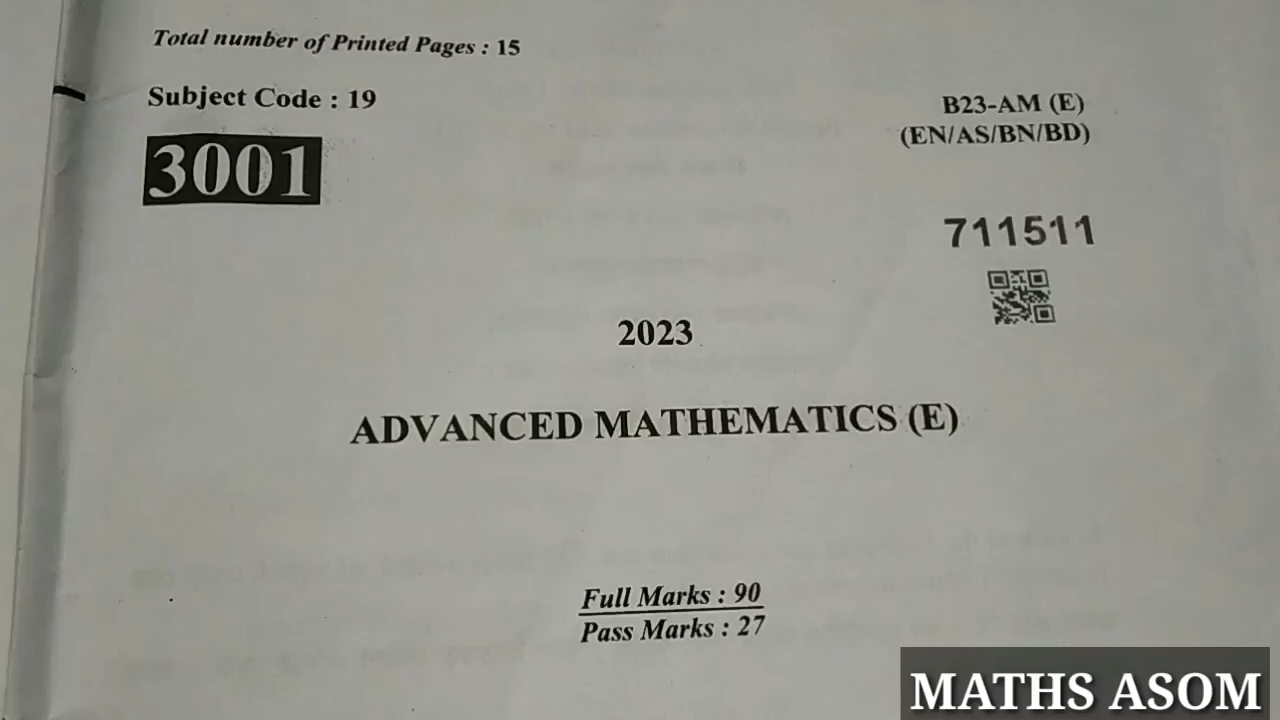 Total number of Printed Pages : 15
Subject Code : 19
B23-AM (E)
(EN/AS/BN/BD)
3001
711511
2023
ADVANCED MATHEMATICS (E)
Full Marks : 90
Pass Marks : 27
MATHS ASOM